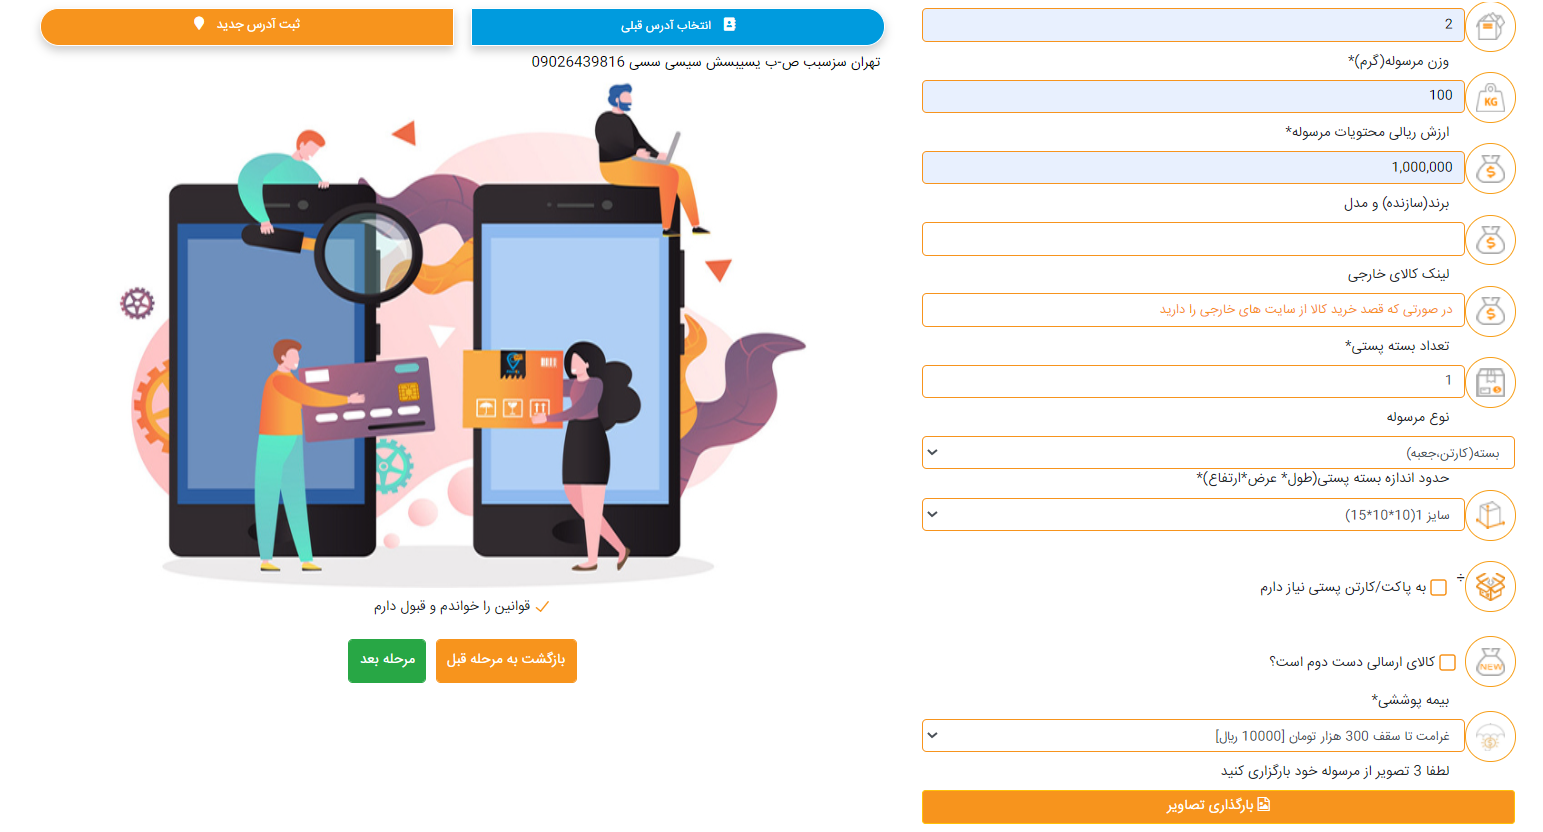 2
وزن مرسوله(گرم)*
100
KG
ارزش ریالی محتویات مرسوله*
1,000,000
برند(سازنده) و مدل
لینک کالای خارجی
در صورتی که قصد خرید کالا از سایت های خارجی را دارید
تعداد بسته پستی*
1
نوع مرسوله
بسته(کارتن،جعبه)
حدود اندازه بسته پستی(طول* عرض*ارتفاع)*
سایز 1(10*10*15)
÷
به پاکت/کارتن پستی نیاز دارم
NEW
کالای ارسالی دست دوم است؟
بیمه پوششی*
غرامت تا سقف 300 هزار تومان [10000 ریال]
لطفا 3 تصویر از مرسوله خود بارگزاری کنید
بارگذاری تصاویر
انتخاب آدرس قبلی
ثبت آدرس جدید
تهران سزسبب ص-ب یسیبسش سیسی سسی 09026439816
قوانین را خواندم و قبول دارم
بازگشت به مرحله قبل
مرحله بعد